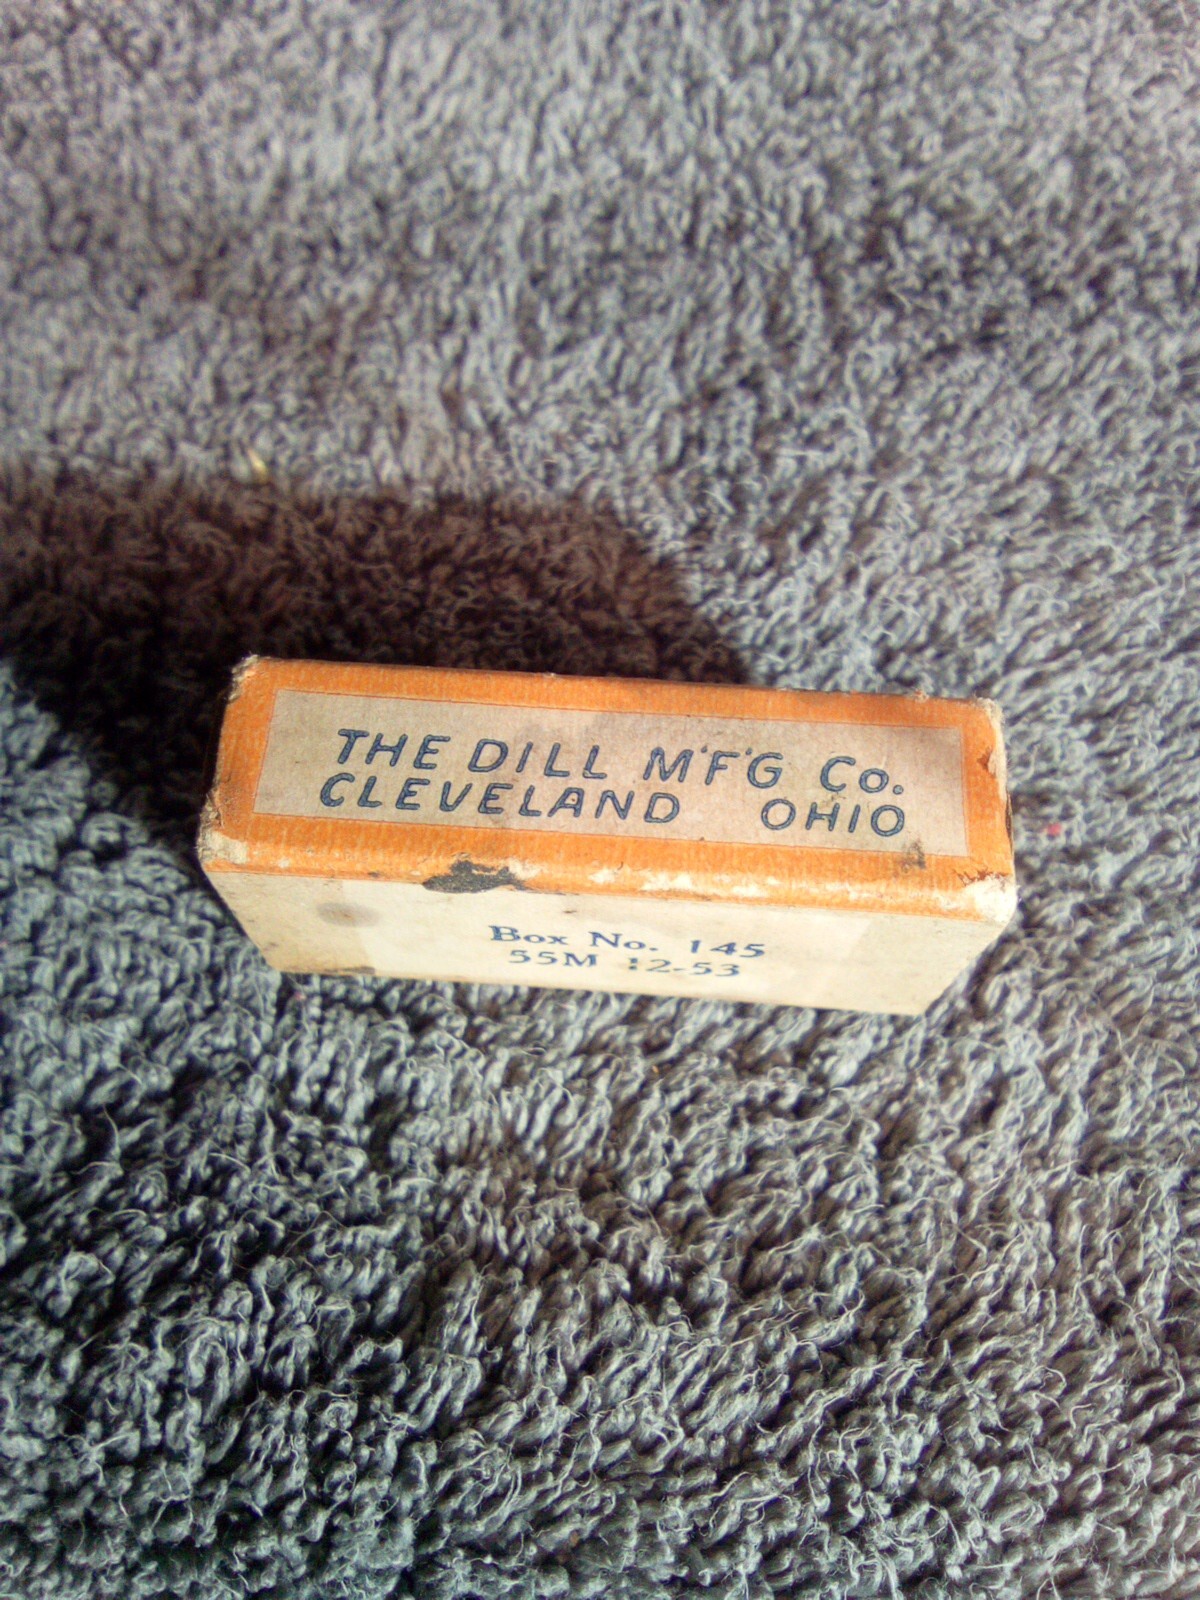 THE DILL M'F'G Co.
CLEVELAND OHIO
Box No. 145
55M 12-53